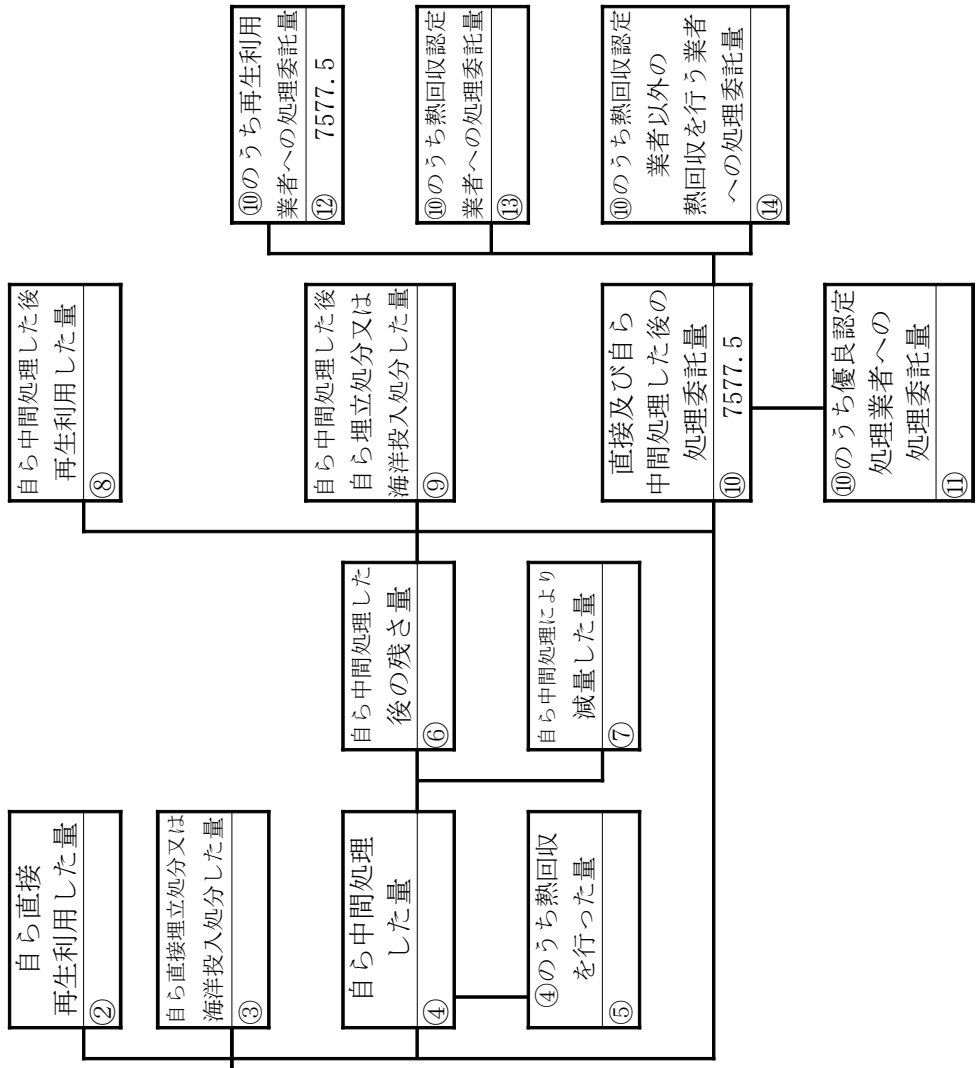 自ら直接
再生利用した量
②
自ら直接埋立処分又は
海洋投入処分した量
③
自ら中間処理
した量
④
④のうち熱回収
を行った量
⑤
自ら中間処理した
後の残さ量
⑥
自ら中間処理により
減量した量
⑦
自ら中間処理した後
再生利用した量
⑧
自ら中間処理した後
自ら埋立処分又は
海洋投入処分した量
⑨
直接及び自ら
中間処理した後の
処理委託量
⑩ 7577.5
⑩のうち優良認定
処理業者への
処理委託量
⑪
⑩のうち再生利用
業者への処理委託量
⑫ 7577.5
⑩のうち熱回収認定
業者への処理委託量
⑬
⑩のうち熱回収認定
業者以外の
熱回収を行う業者
への処理委託量
⑭